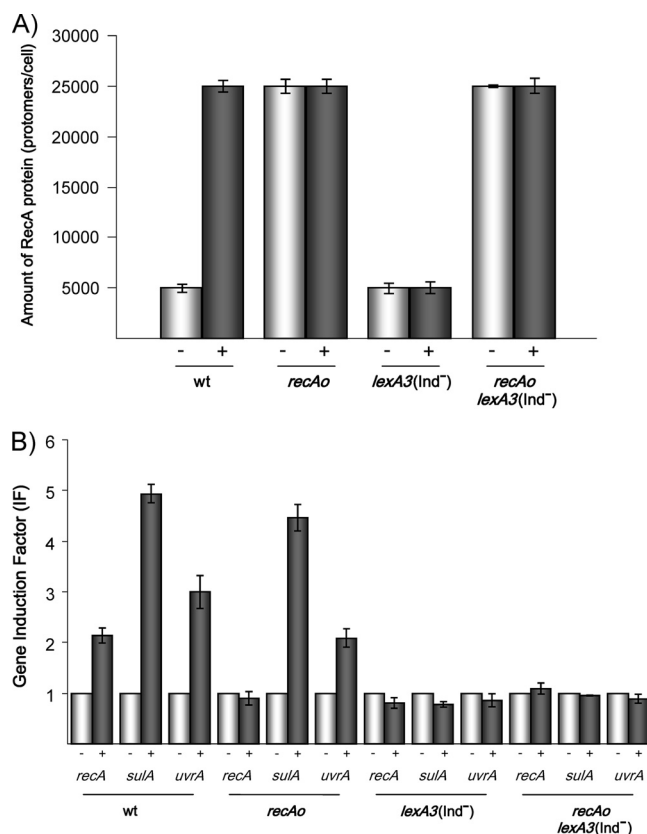 A)
Amount of RecA protein (protomers/cell)
30000
25000
20000
15000
10000
5000
- + - + - + - +
wt recAo lexA3(Ind⁻) recAo
lexA3(Ind⁻)
B)
Gene Induction Factor (IF)
6
5
4
3
2
1
- + - + - + - + - + - + - + - + - + - + - + - +
recA sulA uvrA recA sulA uvrA recA sulA uvrA recA sulA uvrA
wt recAo lexA3(Ind⁻) recAo
lexA3(Ind⁻)